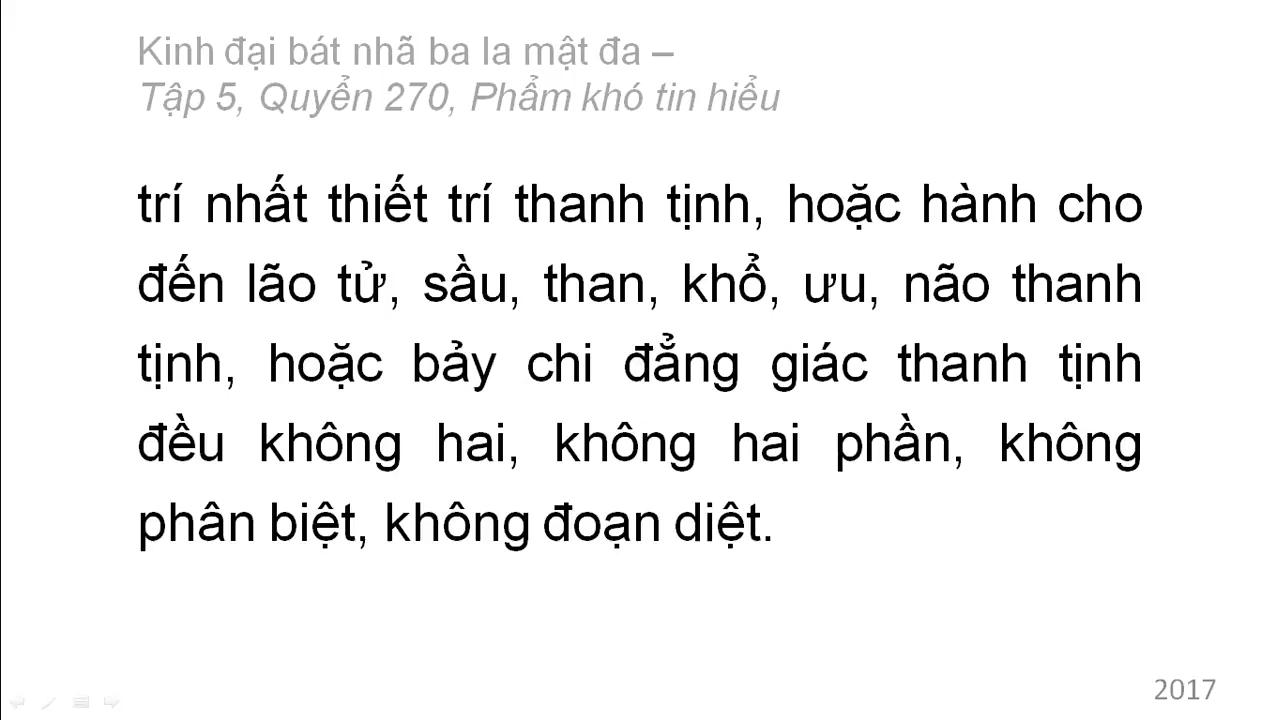 Kinh đại bát nhã ba la mật đa –
Tập 5, Quyển 270, Phẩm khó tin hiểu
trí nhất thiết trí thanh tịnh, hoặc hành cho
đến lão tử, sầu, than, khổ, ưu, não thanh
tịnh, hoặc bảy chi đẳng giác thanh tịnh
đều không hai, không hai phần, không
phân biệt, không đoạn diệt.
2017